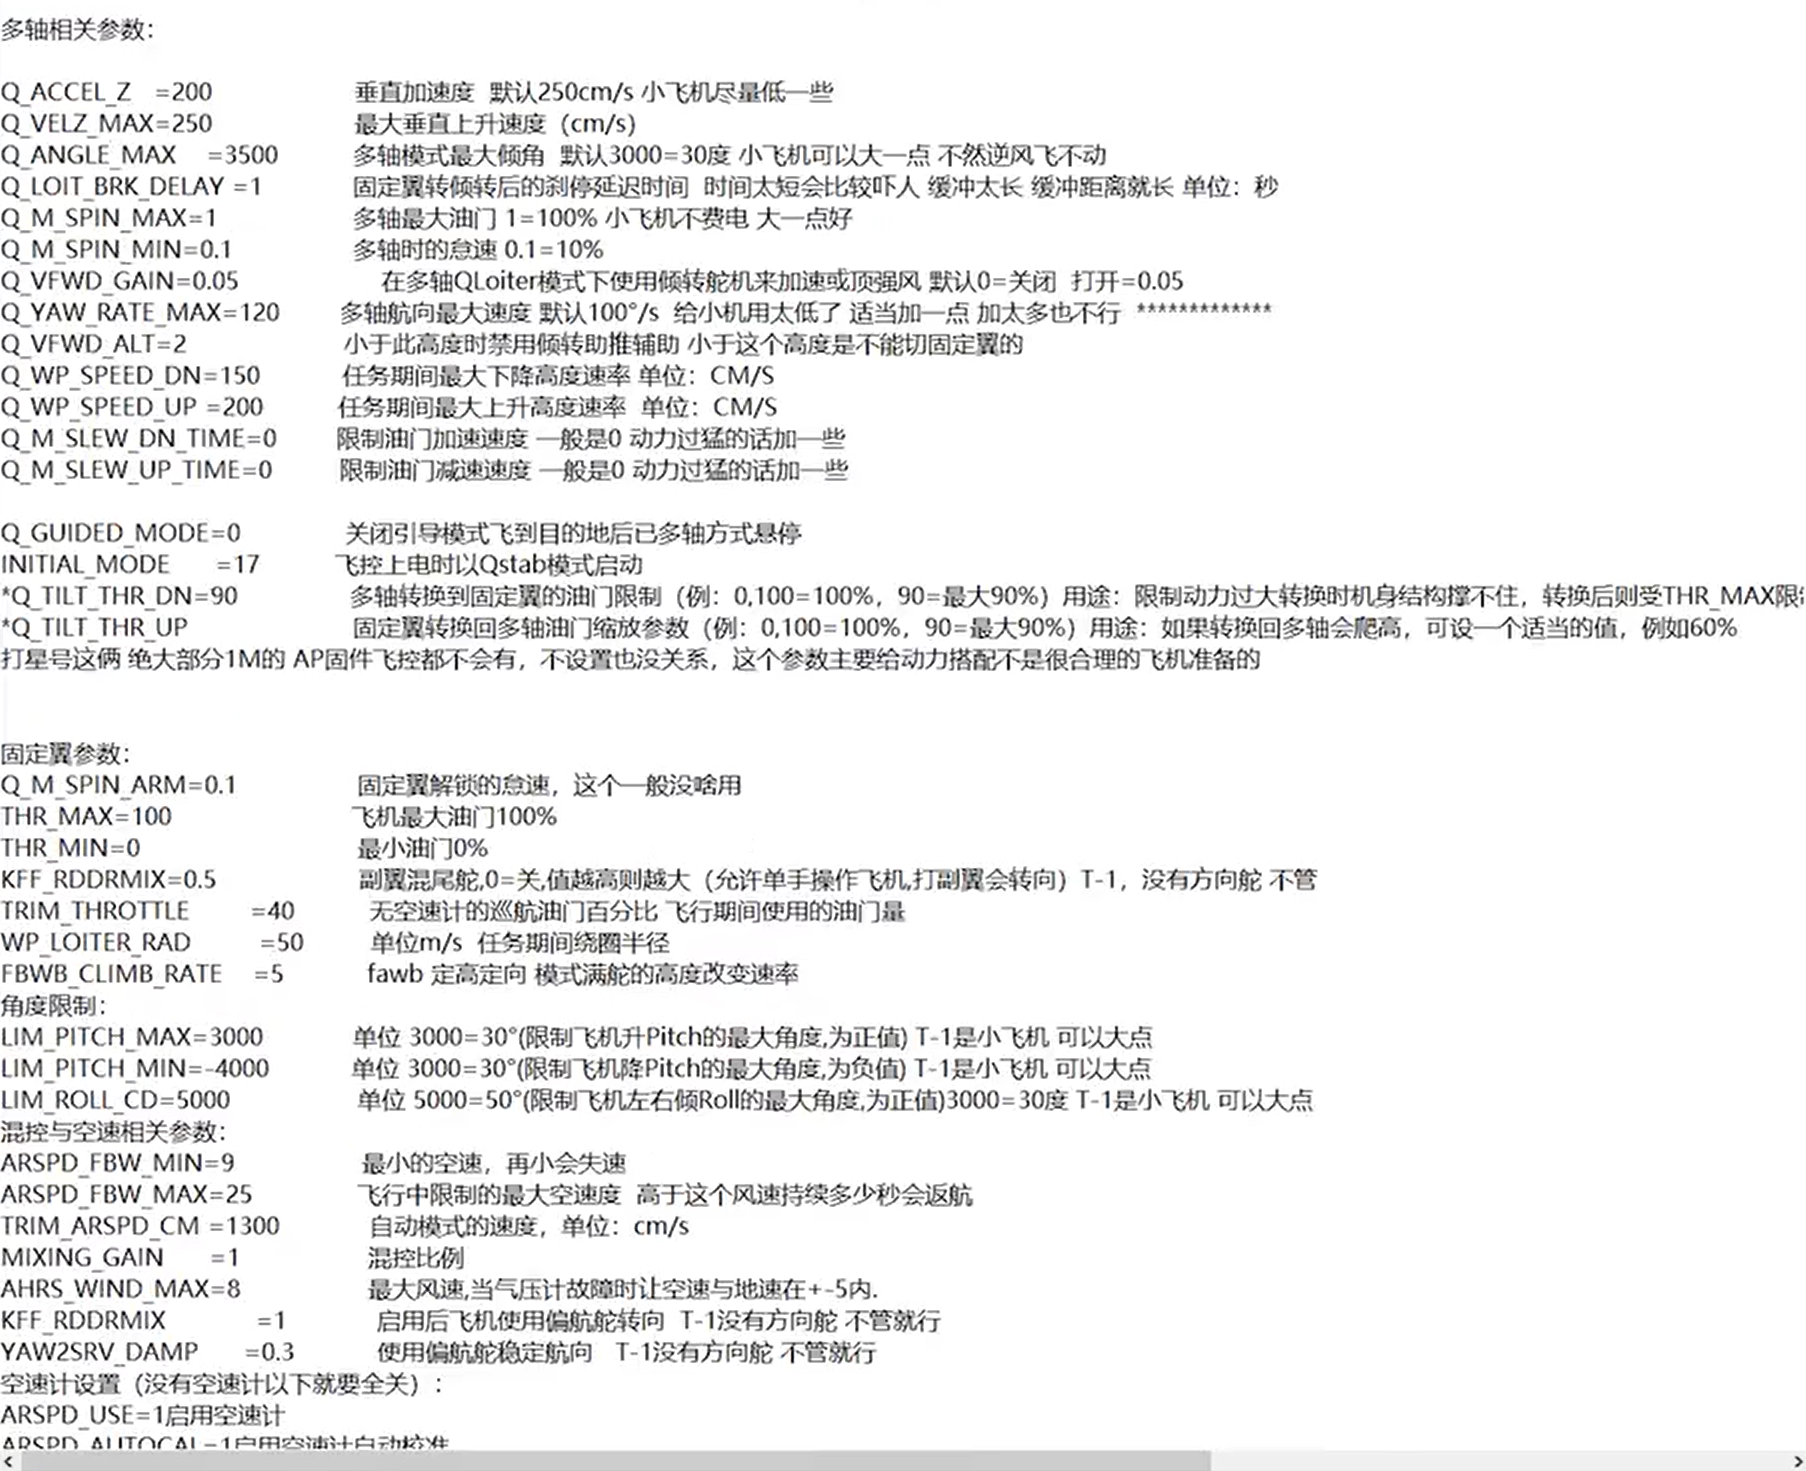 多轴相关参数：
Q_ACCEL_Z =200 垂直加速度 默认250cm/s 小飞机尽量低一些
Q_VELZ_MAX=250 最大垂直上升速度（cm/s）
Q_ANGLE_MAX =3500 多轴模式最大倾角 默认3000=30度 小飞机可以大一点 不然逆风飞不动
Q_LOIT_BRK_DELAY =1 固定翼转倾转后的刹停延迟时间 时间太短会比较吓人 缓冲太长 缓冲距离就长 单位：秒
Q_M_SPIN_MAX=1 多轴最大油门 1=100% 小飞机不费电 大一点好
Q_M_SPIN_MIN=0.1 多轴时的怠速 0.1=10%
Q_VFWD_GAIN=0.05 在多轴QLoiter模式下使用倾转舵机来加速或顶强风 默认0=关闭 打开=0.05
Q_YAW_RATE_MAX=120 多轴航向最大速度 默认100°/s 给小机用太低了 适当加一点 加太多也不行 *************
Q_VFWD_ALT=2 小于此高度时禁用倾转助推辅助 小于这个高度是不能切固定翼的
Q_WP_SPEED_DN=150 任务期间最大下降高度速率 单位：CM/S
Q_WP_SPEED_UP =200 任务期间最大上升高度速率 单位：CM/S
Q_M_SLEW_DN_TIME=0 限制油门加速速度 一般是0 动力过猛的话加一些
Q_M_SLEW_UP_TIME=0 限制油门减速速度 一般是0 动力过猛的话加一些
Q_GUIDED_MODE=0 关闭引导模式飞到目的地后已多轴方式悬停
INITIAL_MODE =17 飞控上电时以Qstab模式启动
*Q_TILT_THR_DN=90 多轴转换到固定翼的油门限制（例：0,100=100%，90=最大90%）用途：限制动力过大转换时机身结构撑不住，转换后则受THR_MAX限
*Q_TILT_THR_UP 固定翼转换回多轴油门缩放参数（例：0,100=100%，90=最大90%）用途：如果转换回多轴会爬高，可设一个适当的值，例如60%
打星号这俩 绝大部分1M的 AP固件飞控都不会有，不设置也没关系，这个参数主要给动力搭配不是很合理的飞机准备的
固定翼参数：
Q_M_SPIN_ARM=0.1 固定翼解锁的怠速，这个一般没啥用
THR_MAX=100 飞机最大油门100%
THR_MIN=0 最小油门0%
KFF_RDDRMIX=0.5 副翼混尾舵,0=关,值越高则越大（允许单手操作飞机,打副翼会转向）T-1，没有方向舵 不管
TRIM_THROTTLE =40 无空速计的巡航油门百分比 飞行期间使用的油门量
WP_LOITER_RAD =50 单位m/s 任务期间绕圈半径
FBWB_CLIMB_RATE =5 fawb 定高定向 模式满舵的高度改变速率
角度限制：
LIM_PITCH_MAX=3000 单位 3000=30°(限制飞机升Pitch的最大角度,为正值) T-1是小飞机 可以大点
LIM_PITCH_MIN=-4000 单位 3000=30°(限制飞机降Pitch的最大角度,为负值) T-1是小飞机 可以大点
LIM_ROLL_CD=5000 单位 5000=50°(限制飞机左右倾Roll的最大角度,为正值)3000=30度 T-1是小飞机 可以大点
混控与空速相关参数：
ARSPD_FBW_MIN=9 最小的空速，再小会失速
ARSPD_FBW_MAX=25 飞行中限制的最大空速度 高于这个风速持续多少秒会返航
TRIM_ARSPD_CM =1300 自动模式的速度，单位：cm/s
MIXING_GAIN =1 混控比例
AHRS_WIND_MAX=8 最大风速,当气压计故障时让空速与地速在+-5内.
KFF_RDDRMIX =1 启用后飞机使用偏航舵转向 T-1没有方向舵 不管就行
YAW2SRV_DAMP =0.3 使用偏航舵稳定航向 T-1没有方向舵 不管就行
空速计设置（没有空速计以下就要全关）：
ARSPD_USE=1启用空速计
ARSPD_AUTOCAL=1启用空速计自动校准